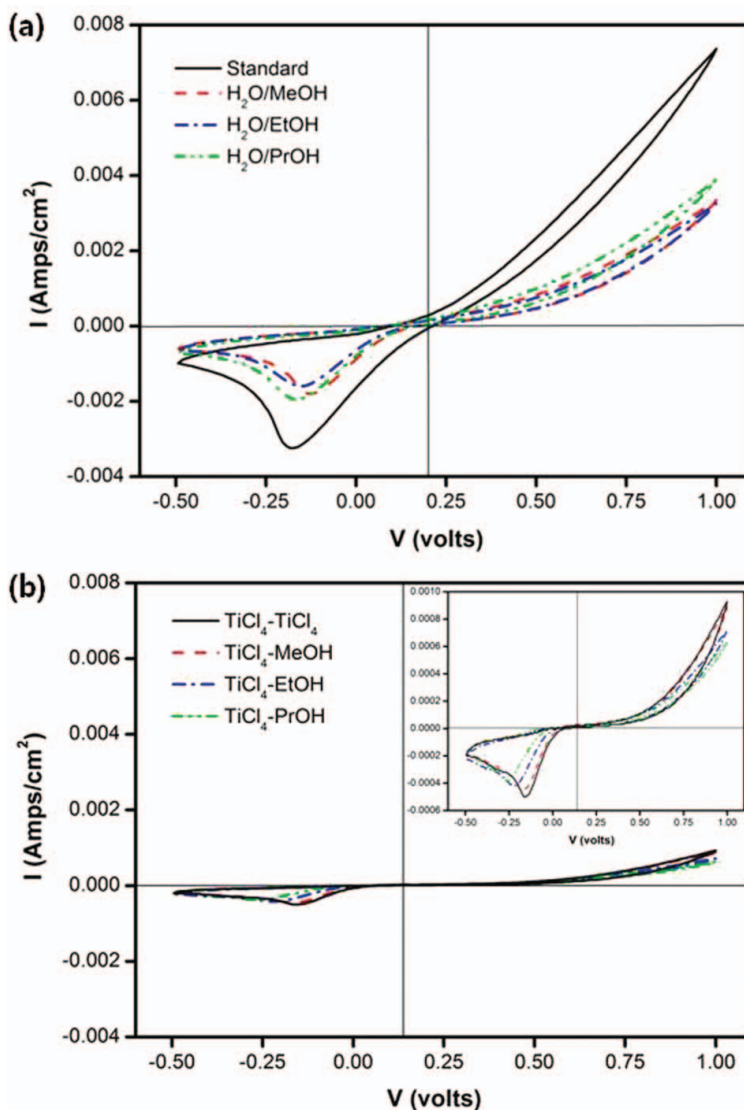 (a)
0.008
0.006
0.004
0.002
0.000
-0.002
-0.004
I (Amps/cm²)
Standard
H₂O/MeOH
H₂O/EtOH
H₂O/PrOH
-0.50 -0.25 0.00 0.25 0.50 0.75 1.00
V (volts)
(b)
0.008
0.006
0.004
0.002
0.000
-0.002
-0.004
I (Amps/cm²)
TiCl₄-TiCl₄
TiCl₄-MeOH
TiCl₄-EtOH
TiCl₄-PrOH
0.0010
0.0008
0.0006
0.0004
0.0002
0.0000
-0.0002
-0.0004
-0.0006
I (Amps/cm²)
-0.50 -0.25 0.00 0.25 0.50 0.75 1.00
V (volts)
-0.50 -0.25 0.00 0.25 0.50 0.75 1.00
V (volts)